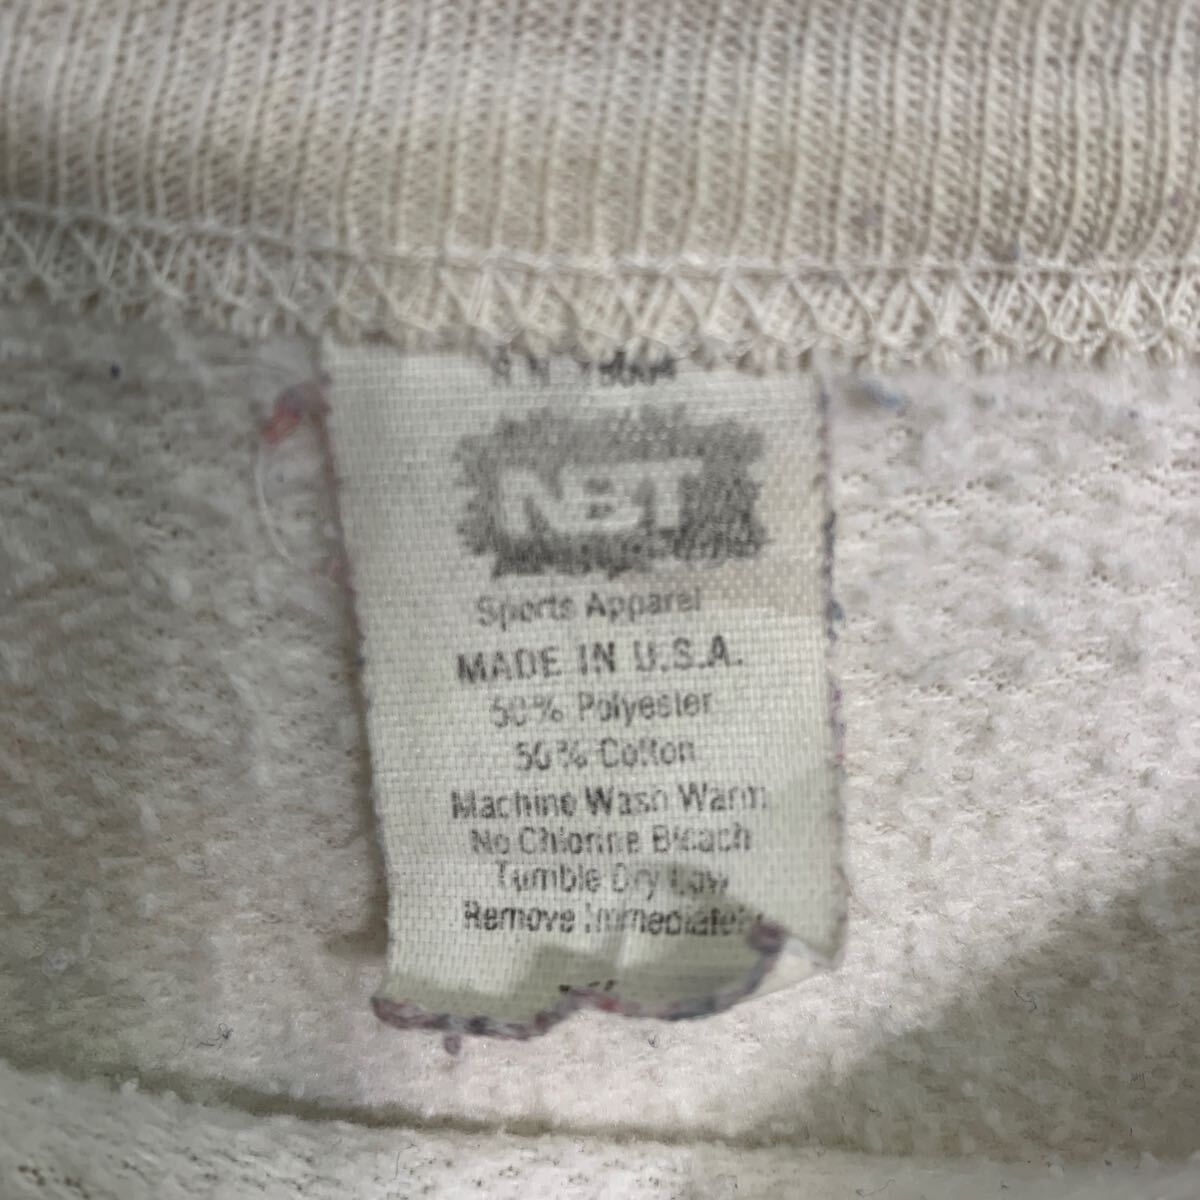 NBT
Sports Apparel
MADE IN U.S.A.
50% Polyester
50% Cotton
Machine Wash Warm
No Chlorine Bleach
Tumble Dry Low
Remove Immediately